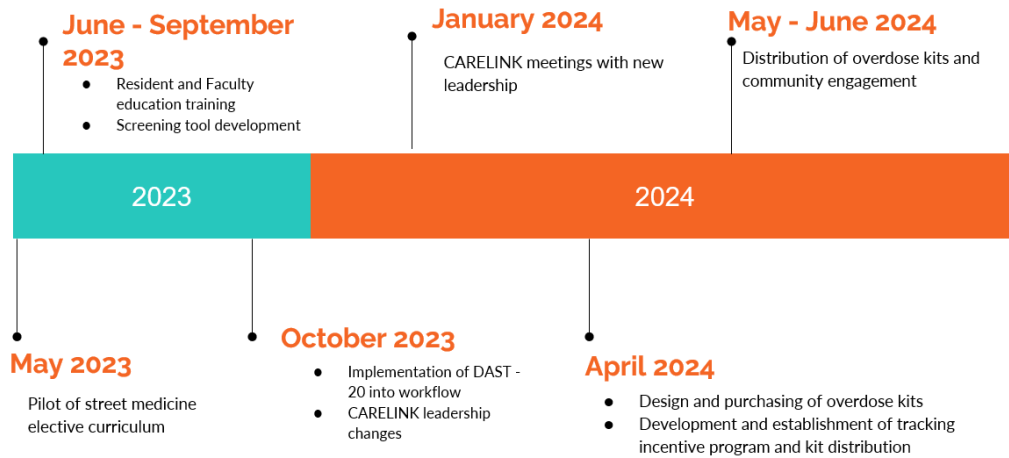 June - September
2023
● Resident and Faculty
education training
● Screening tool development
January 2024
CARELINK meetings with new
leadership
May - June 2024
Distribution of overdose kits and
community engagement
2023
2024
May 2023
Pilot of street medicine
elective curriculum
October 2023
● Implementation of DAST -
20 into workflow
● CARELINK leadership
changes
April 2024
● Design and purchasing of overdose kits
● Development and establishment of tracking
incentive program and kit distribution